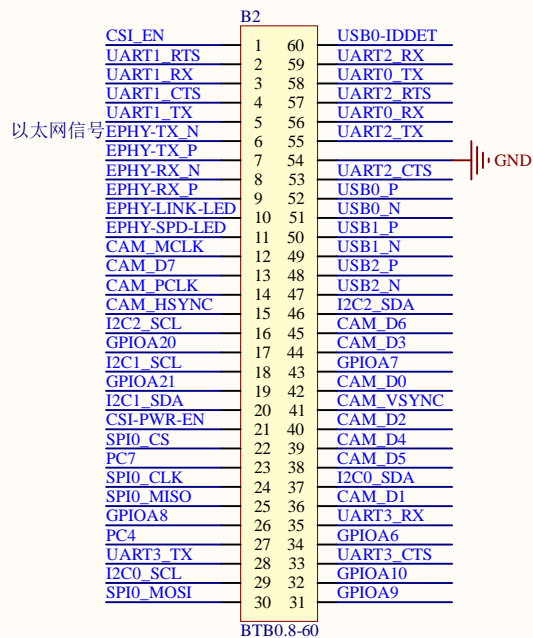 B2
CSI_EN 1 60 USB0-IDDET
UART1_RTS 2 59 UART2_RX
UART1_RX 3 58 UART0_TX
UART1_CTS 4 57 UART2_RTS
UART1_TX 5 56 UART0_RX
以太网信号 EPHY-TX_N 6 55 UART2_TX
EPHY-TX_P 7 54 GND
EPHY-RX_N 8 53 UART2_CTS
EPHY-RX_P 9 52 USB0_P
EPHY-LINK-LED 10 51 USB0_N
EPHY-SPD-LED 11 50 USB1_P
CAM_MCLK 12 49 USB1_N
CAM_D7 13 48 USB2_P
CAM_PCLK 14 47 USB2_N
CAM_HSYNC 15 46 I2C2_SDA
I2C2_SCL 16 45 CAM_D6
GPIOA20 17 44 CAM_D3
I2C1_SCL 18 43 GPIOA7
GPIOA21 19 42 CAM_D0
I2C1_SDA 20 41 CAM_VSYNC
CSI-PWR-EN 21 40 CAM_D2
SPI0_CS 22 39 CAM_D4
PC7 23 38 CAM_D5
SPI0_CLK 24 37 I2C0_SDA
SPI0_MISO 25 36 CAM_D1
GPIOA8 26 35 UART3_RX
PC4 27 34 GPIOA6
UART3_TX 28 33 UART3_CTS
I2C0_SCL 29 32 GPIOA10
SPI0_MOSI 30 31 GPIOA9
BTB0.8-60